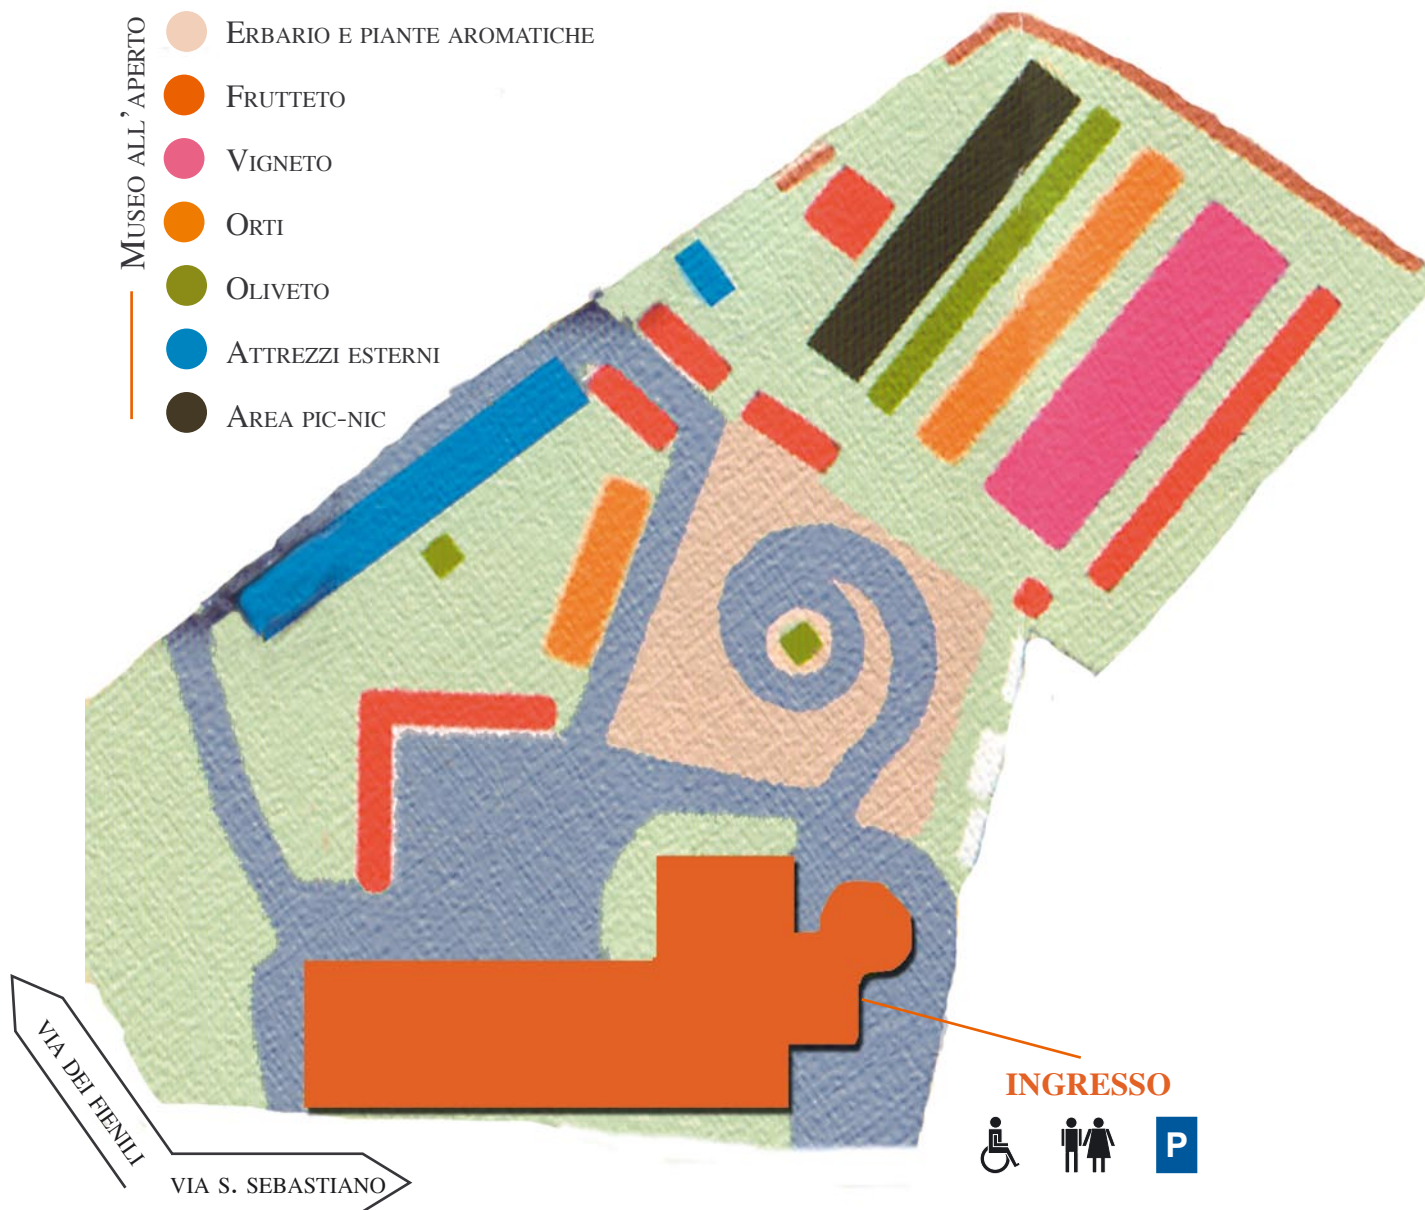 MUSEO ALL'APERTO
ERBARIO E PIANTE AROMATICHE
FRUTTETO
VIGNETO
ORTI
OLIVETO
ATTREZZI ESTERNI
AREA PIC-NIC
INGRESSO
P
VIA DEI FIENILI
VIA S. SEBASTIANO